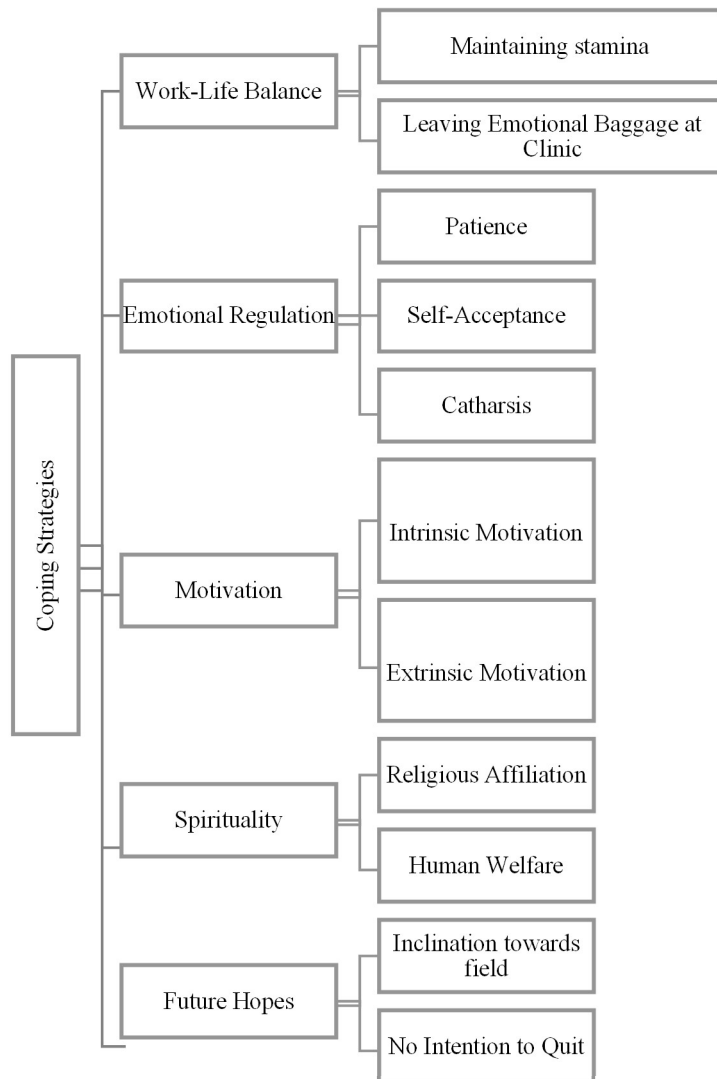 Coping Strategies
Work-Life Balance
Maintaining stamina
Leaving Emotional Baggage at
Clinic
Emotional Regulation
Patience
Self-Acceptance
Catharsis
Motivation
Intrinsic Motivation
Extrinsic Motivation
Spirituality
Religious Affiliation
Human Welfare
Future Hopes
Inclination towards
field
No Intention to Quit